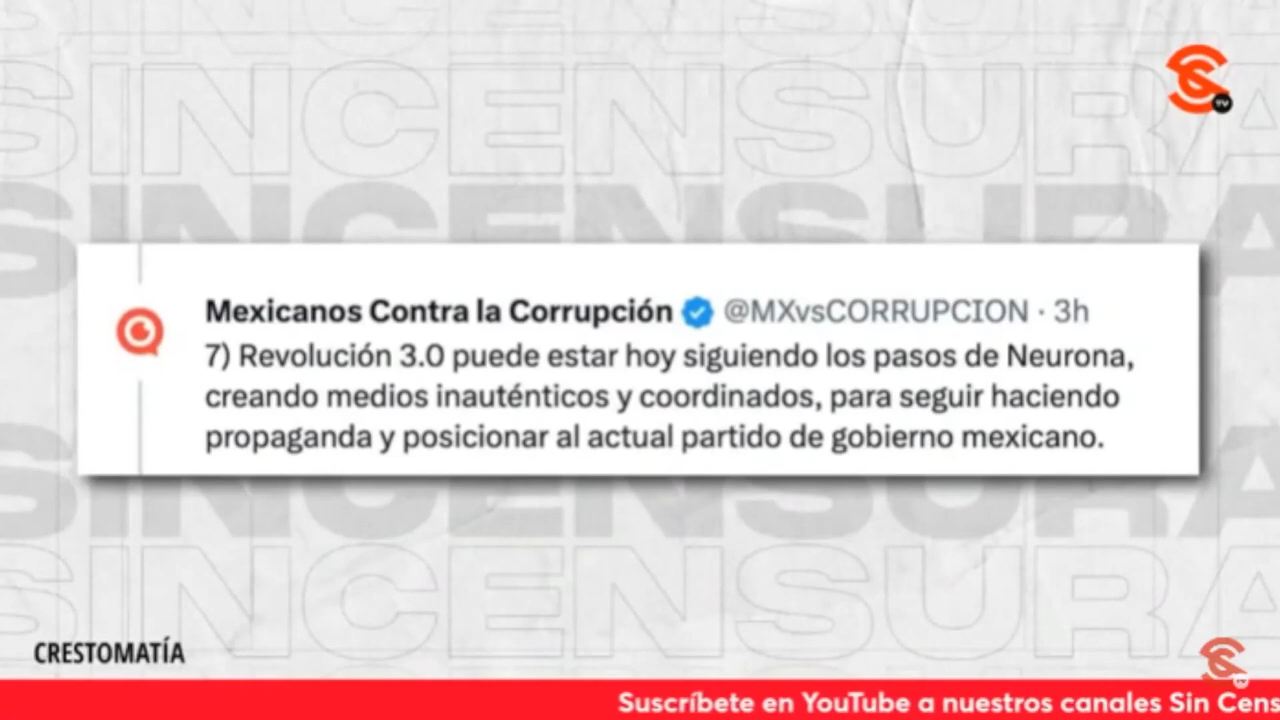 SINCENSURA
SINCENSURA
SINCENSURA
TV
Mexicanos Contra la Corrupción @MXvsCORRUPCION · 3h
7) Revolución 3.0 puede estar hoy siguiendo los pasos de Neurona,
creando medios inauténticos y coordinados, para seguir haciendo
propaganda y posicionar al actual partido de gobierno mexicano.
SINCENSURA
SINCENSURA
CRESTOMATÍA
Suscríbete en YouTube a nuestros canales Sin Cens